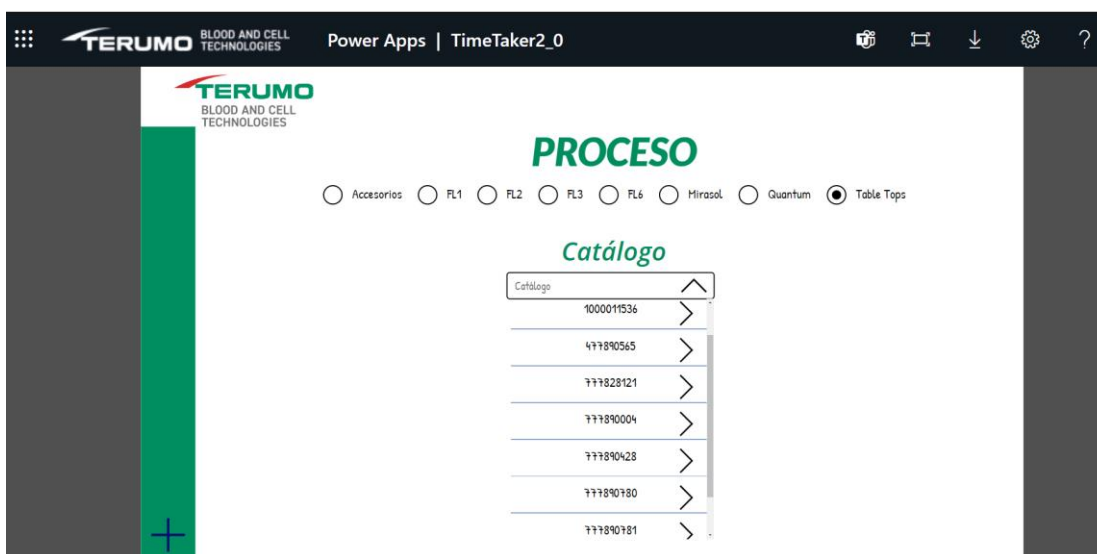 TERUMO BLOOD AND CELL TECHNOLOGIES Power Apps | TimeTaker2_0 ?
TERUMO
BLOOD AND CELL
TECHNOLOGIES
PROCESO
Accesorios FL1 FL2 FL3 FL6 Mirasol Quantum Table Tops
Catálogo
Catálogo
1000011536
477890565
777828121
777890004
777890428
777890780
777890781